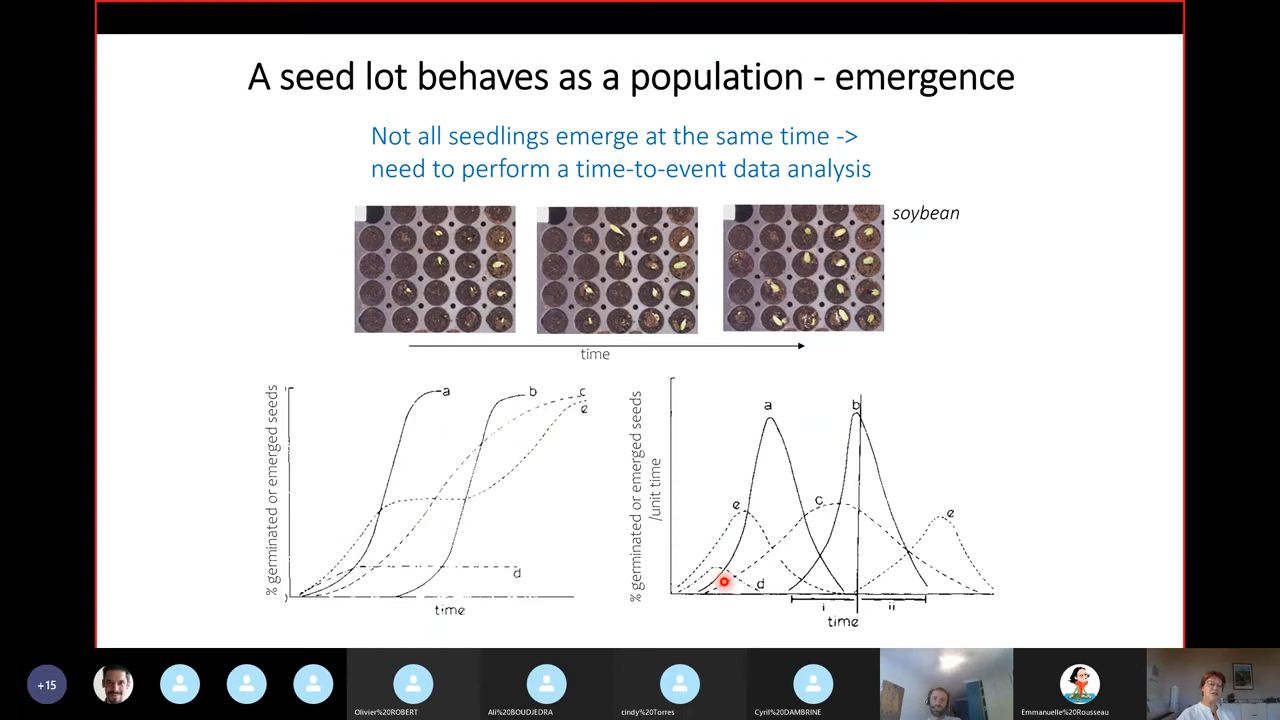 A seed lot behaves as a population - emergence
Not all seedlings emerge at the same time ->
need to perform a time-to-event data analysis
soybean
time
% germinated or emerged seeds
a
b
c
e
d
time
% germinated or emerged seeds
/unit time
a
b
e
c
e
d
i
ii
time
+15
Olivier%20ROBERT
Ali%20BOUDJEDRA
cindy%20Torres
Cyril%20DAMBRINE
Emmanuelle%20Rousseau